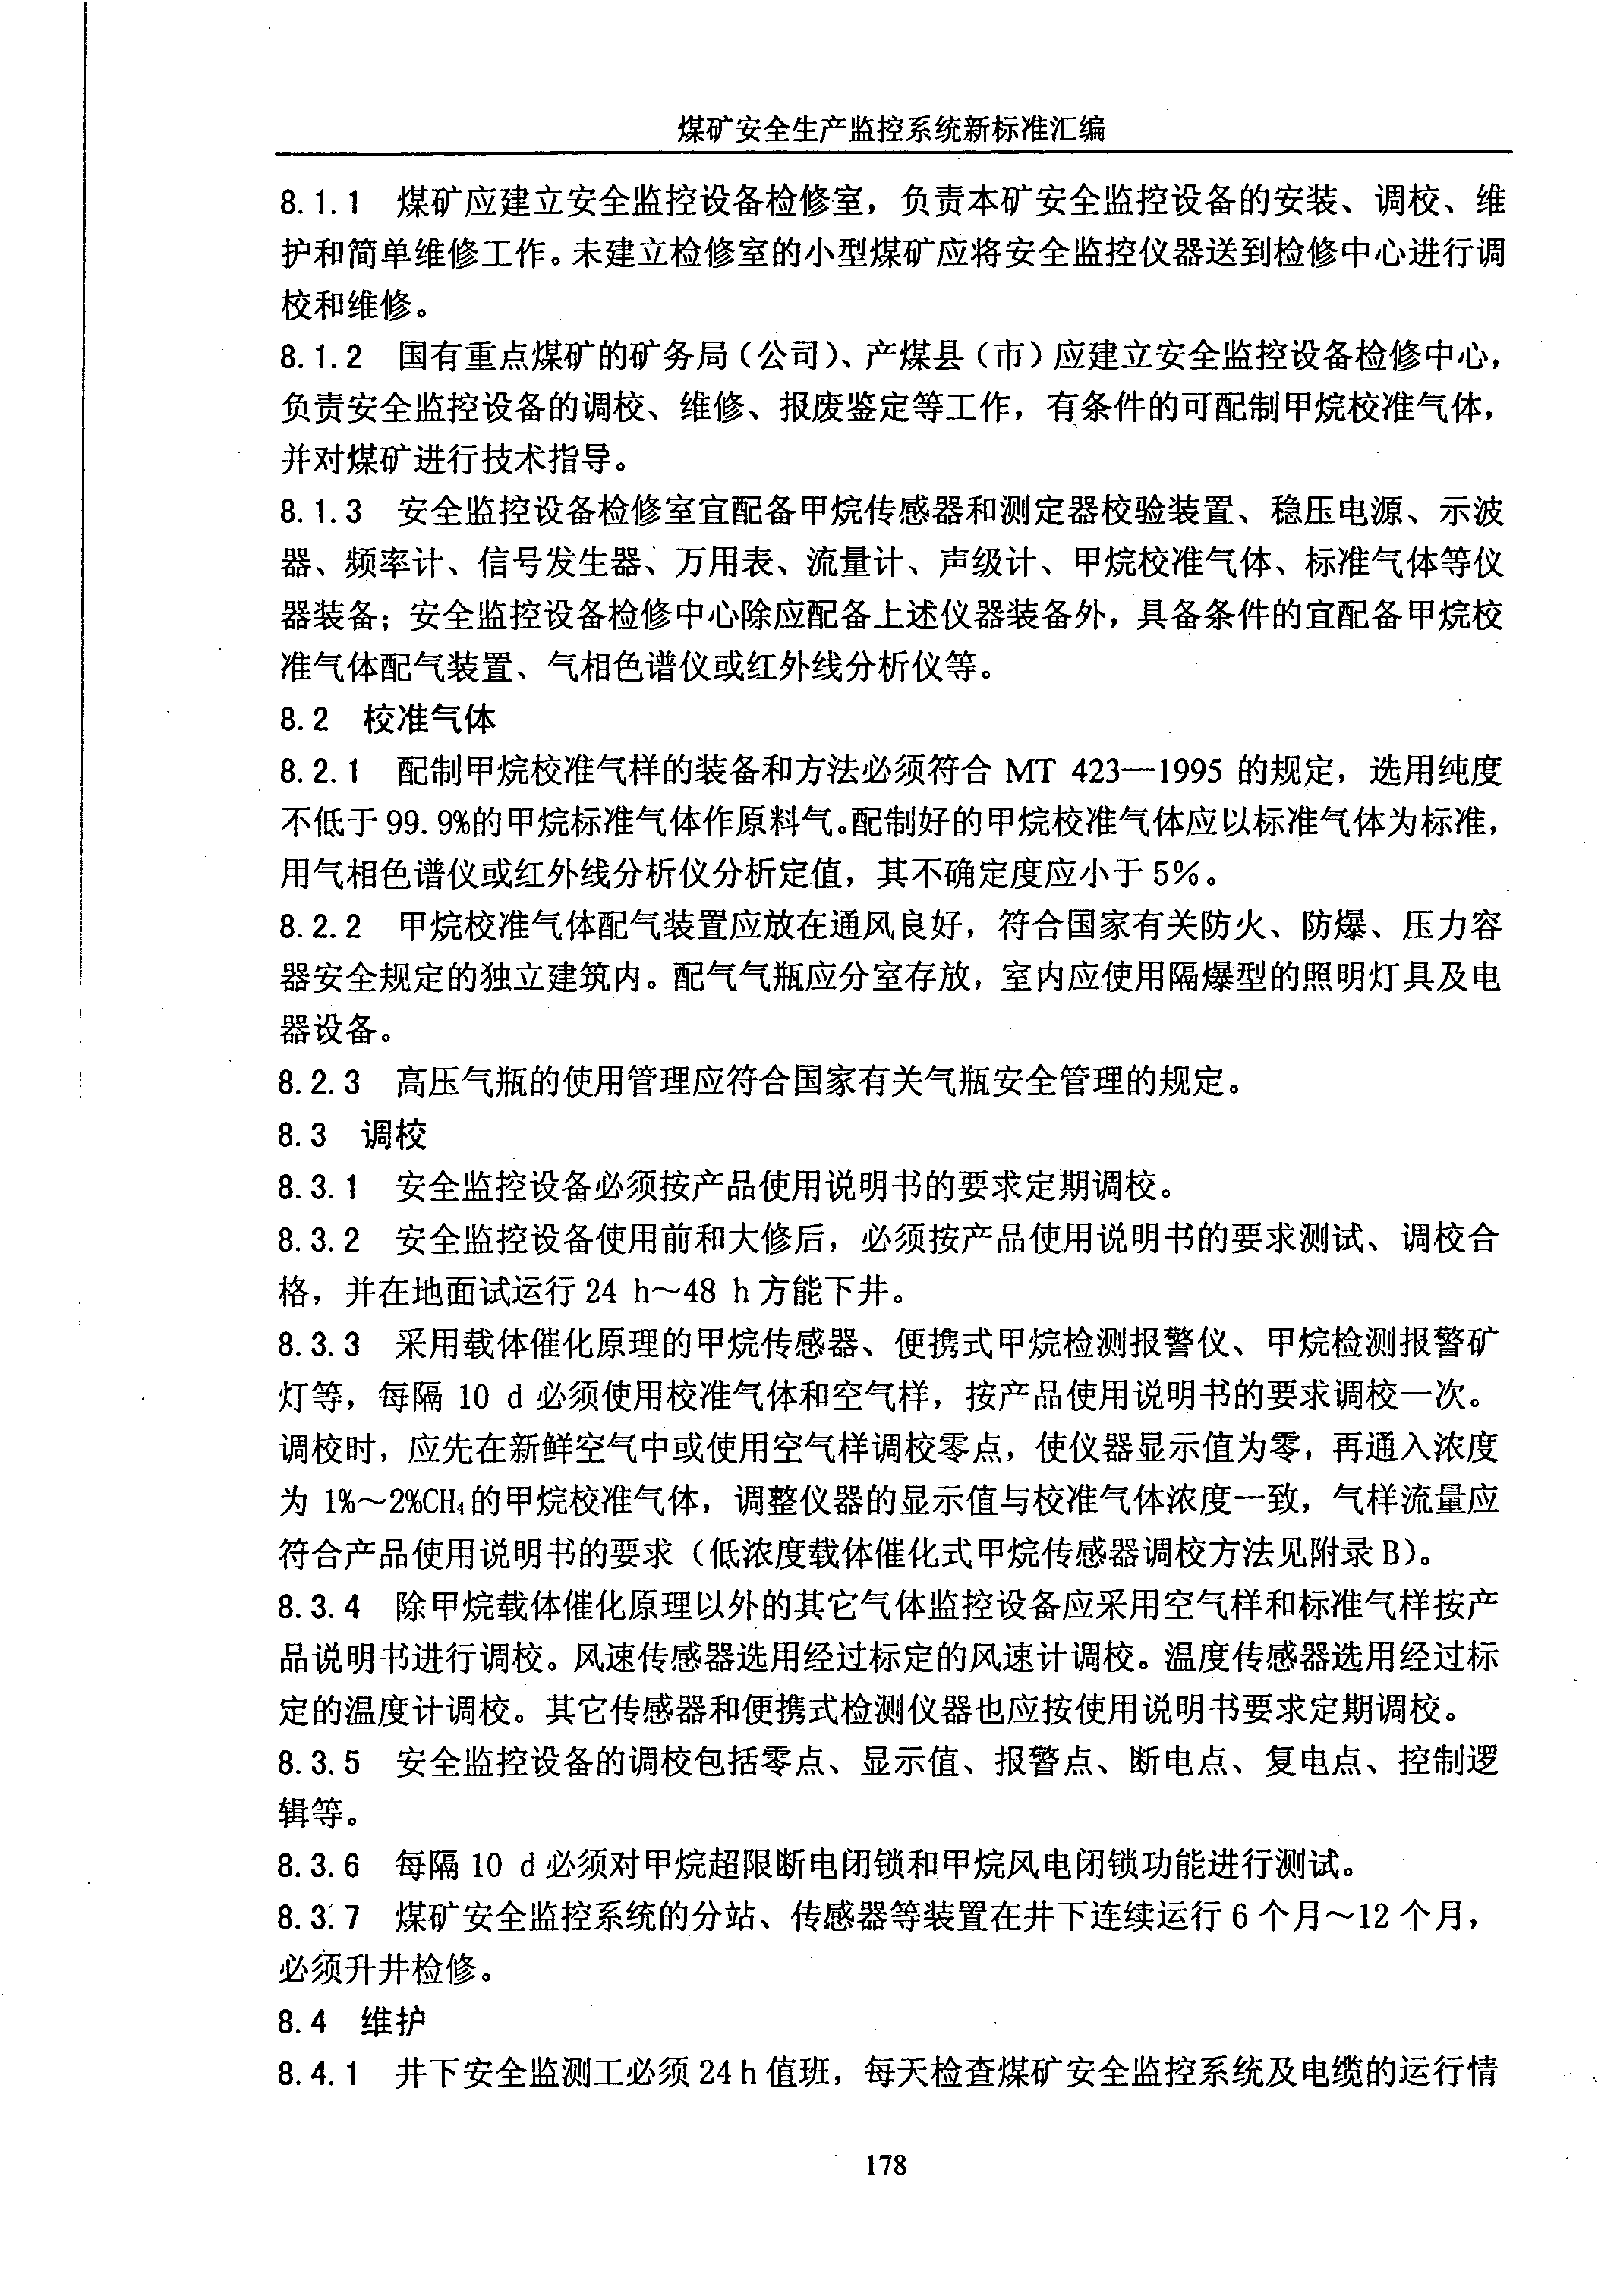 煤矿安全生产监控系统新标准汇编
8.1.1 煤矿应建立安全监控设备检修室，负责本矿安全监控设备的安装、调校、维
护和简单维修工作。未建立检修室的小型煤矿应将安全监控仪器送到检修中心进行调
校和维修。
8.1.2 国有重点煤矿的矿务局（公司）、产煤县（市）应建立安全监控设备检修中心，
负责安全监控设备的调校、维修、报废鉴定等工作，有条件的可配制甲烷校准气体，
并对煤矿进行技术指导。
8.1.3 安全监控设备检修室宜配备甲烷传感器和测定器校验装置、稳压电源、示波
器、频率计、信号发生器、万用表、流量计、声级计、甲烷校准气体、标准气体等仪
器装备；安全监控设备检修中心除应配备上述仪器装备外，具备条件的宜配备甲烷校
准气体配气装置、气相色谱仪或红外线分析仪等。
8.2 校准气体
8.2.1 配制甲烷校准气样的装备和方法必须符合 MT 423—1995 的规定，选用纯度
不低于 99.9%的甲烷标准气体作原料气。配制好的甲烷校准气体应以标准气体为标准，
用气相色谱仪或红外线分析仪分析定值，其不确定度应小于 5%。
8.2.2 甲烷校准气体配气装置应放在通风良好，符合国家有关防火、防爆、压力容
器安全规定的独立建筑内。配气气瓶应分室存放，室内应使用隔爆型的照明灯具及电
器设备。
8.2.3 高压气瓶的使用管理应符合国家有关气瓶安全管理的规定。
8.3 调校
8.3.1 安全监控设备必须按产品使用说明书的要求定期调校。
8.3.2 安全监控设备使用前和大修后，必须按产品使用说明书的要求测试、调校合
格，并在地面试运行 24 h～48 h 方能下井。
8.3.3 采用载体催化原理的甲烷传感器、便携式甲烷检测报警仪、甲烷检测报警矿
灯等，每隔 10 d 必须使用校准气体和空气样，按产品使用说明书的要求调校一次。
调校时，应先在新鲜空气中或使用空气样调校零点，使仪器显示值为零，再通入浓度
为 1%～2%CH₄的甲烷校准气体，调整仪器的显示值与校准气体浓度一致，气样流量应
符合产品使用说明书的要求（低浓度载体催化式甲烷传感器调校方法见附录 B）。
8.3.4 除甲烷载体催化原理以外的其它气体监控设备应采用空气样和标准气样按产
品说明书进行调校。风速传感器选用经过标定的风速计调校。温度传感器选用经过标
定的温度计调校。其它传感器和便携式检测仪器也应按使用说明书要求定期调校。
8.3.5 安全监控设备的调校包括零点、显示值、报警点、断电点、复电点、控制逻
辑等。
8.3.6 每隔 10 d 必须对甲烷超限断电闭锁和甲烷风电闭锁功能进行测试。
8.3.7 煤矿安全监控系统的分站、传感器等装置在井下连续运行 6 个月～12 个月，
必须升井检修。
8.4 维护
8.4.1 井下安全监测工必须 24 h 值班，每天检查煤矿安全监控系统及电缆的运行情
178